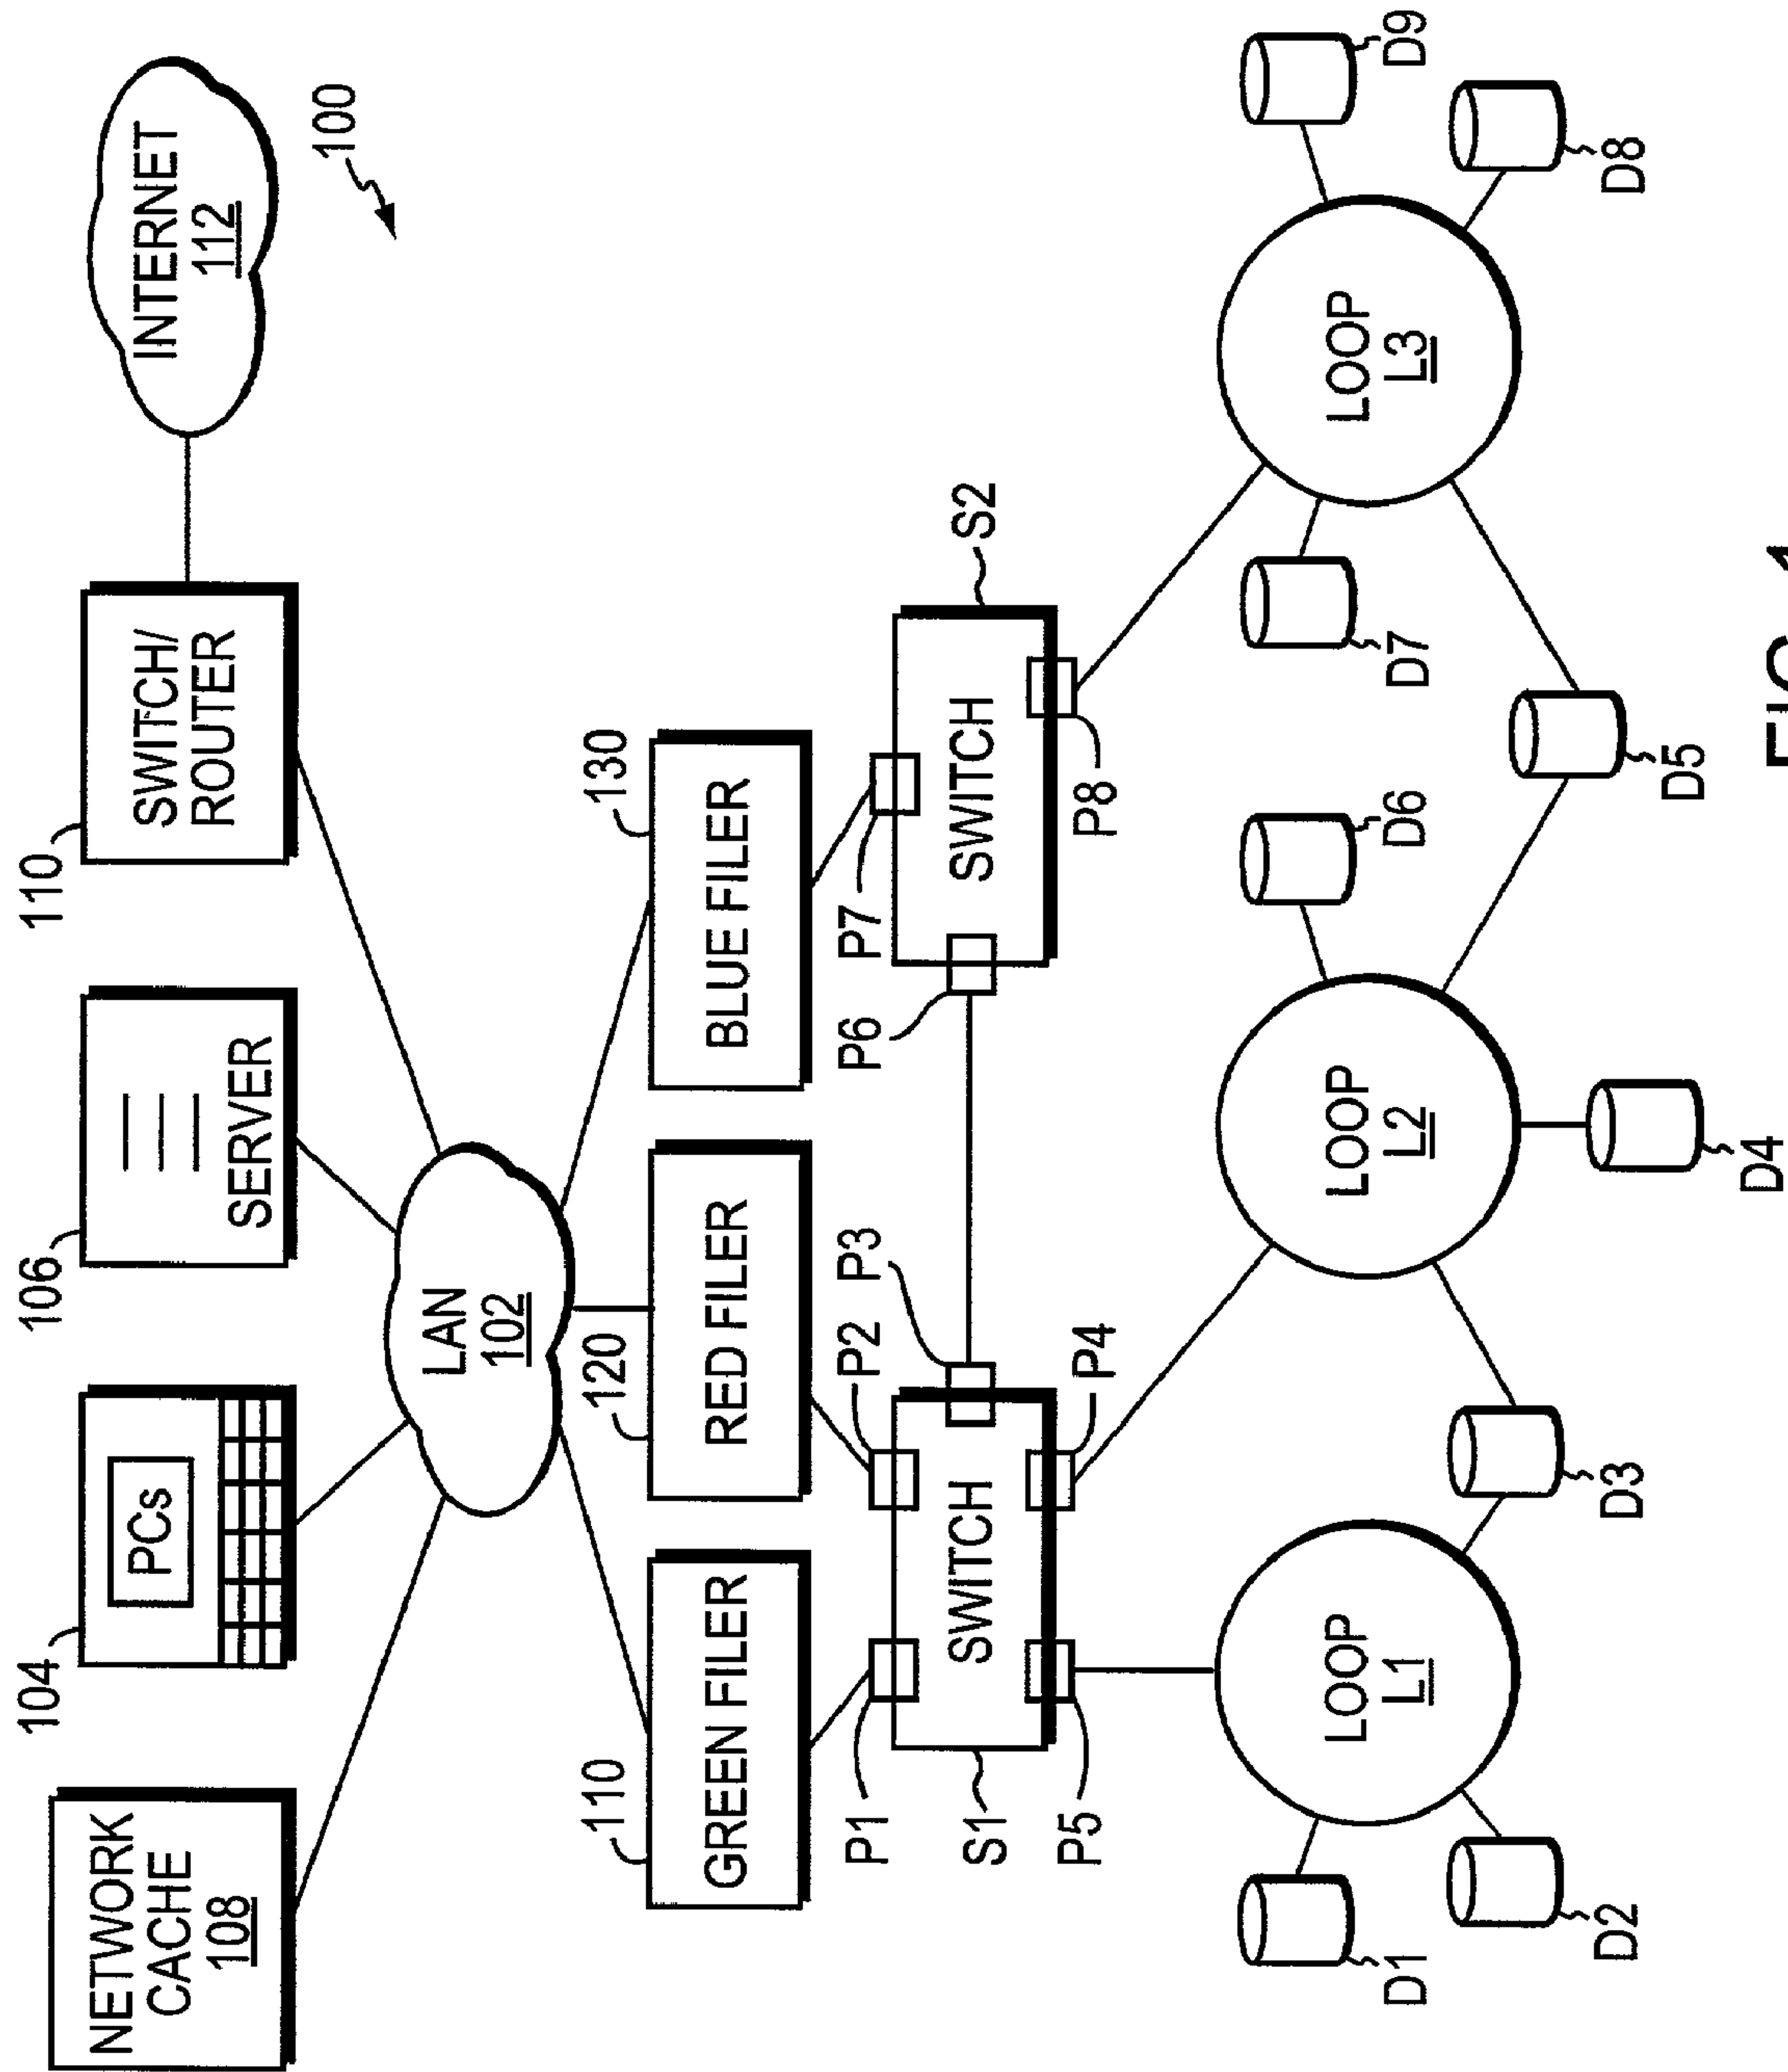 NETWORK
CACHE
108
104
PCs
106
SERVER
110
SWITCH/
ROUTER
INTERNET
112
100
LAN
102
110
GREEN FILER
120
RED FILER
130
BLUE FILER
P1
P2
P3
P6
P7
S2
SWITCH
SWITCH
S1
P5
P4
P8
LOOP
L1
LOOP
L2
LOOP
L3
D1
D2
D3
D4
D6
D5
D7
D8
D9